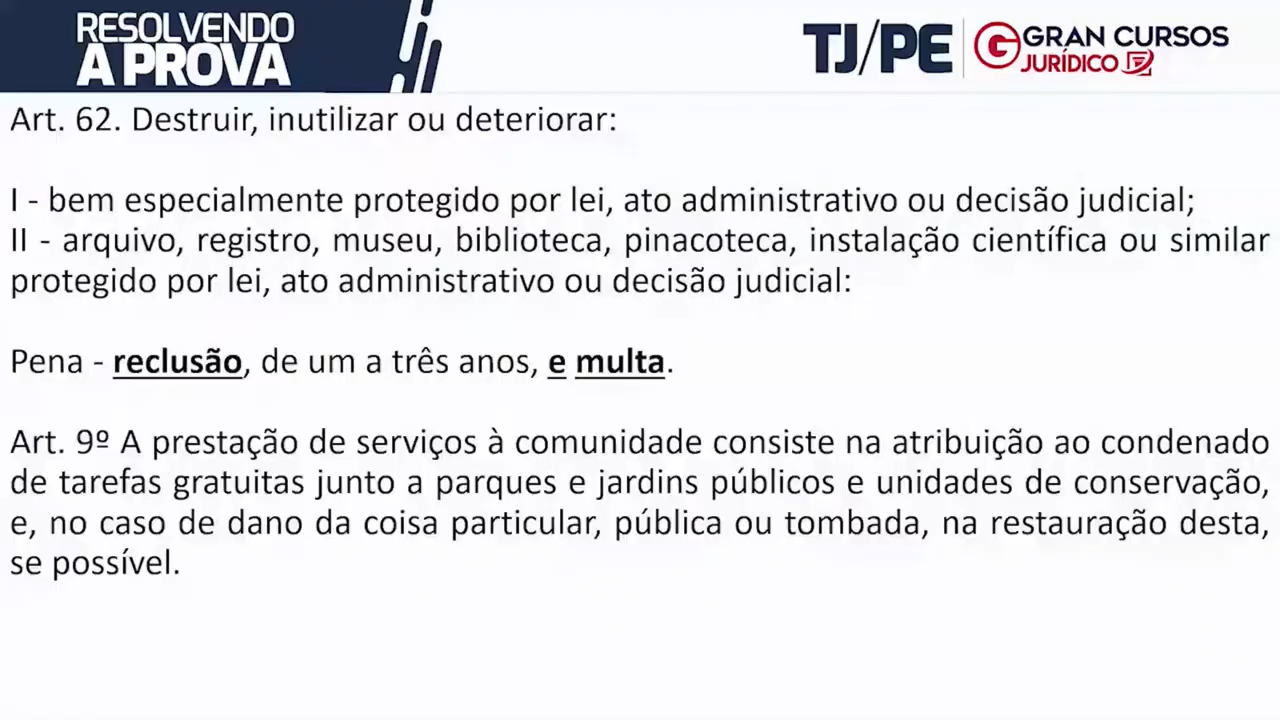 RESOLVENDO
A PROVA
TJ/PE
GRAN CURSOS
JURÍDICO
Art. 62. Destruir, inutilizar ou deteriorar:
I - bem especialmente protegido por lei, ato administrativo ou decisão judicial;
II - arquivo, registro, museu, biblioteca, pinacoteca, instalação científica ou similar
protegido por lei, ato administrativo ou decisão judicial:
Pena - reclusão, de um a três anos, e multa.
Art. 9º A prestação de serviços à comunidade consiste na atribuição ao condenado
de tarefas gratuitas junto a parques e jardins públicos e unidades de conservação,
e, no caso de dano da coisa particular, pública ou tombada, na restauração desta,
se possível.